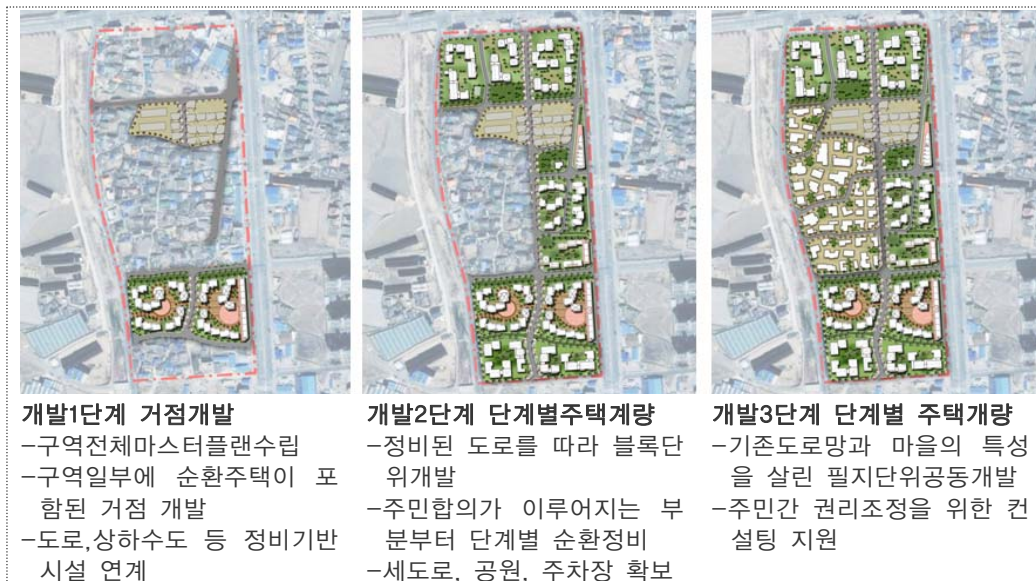 개발1단계 거점개발
-구역전체마스터플랜수립
-구역일부에 순환주택이 포
함된 거점 개발
-도로,상하수도 등 정비기반
시설 연계
개발2단계 단계별주택계량
-정비된 도로를 따라 블록단
위개발
-주민합의가 이루어지는 부
분부터 단계별 순환정비
-세도로, 공원, 주차장 확보
개발3단계 단계별 주택개량
-기존도로망과 마을의 특성
을 살린 필지단위공동개발
-주민간 권리조정을 위한 컨
설팅 지원